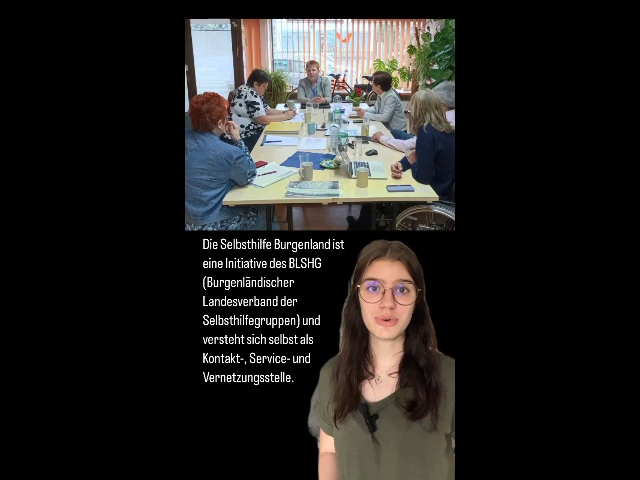 Die Selbsthilfe Burgenland ist
eine Initiative des BLSHG
(Burgenländischer
Landesverband der
Selbsthilfegruppen) und
versteht sich selbst als
Kontakt-, Service- und
Vernetzungsstelle.